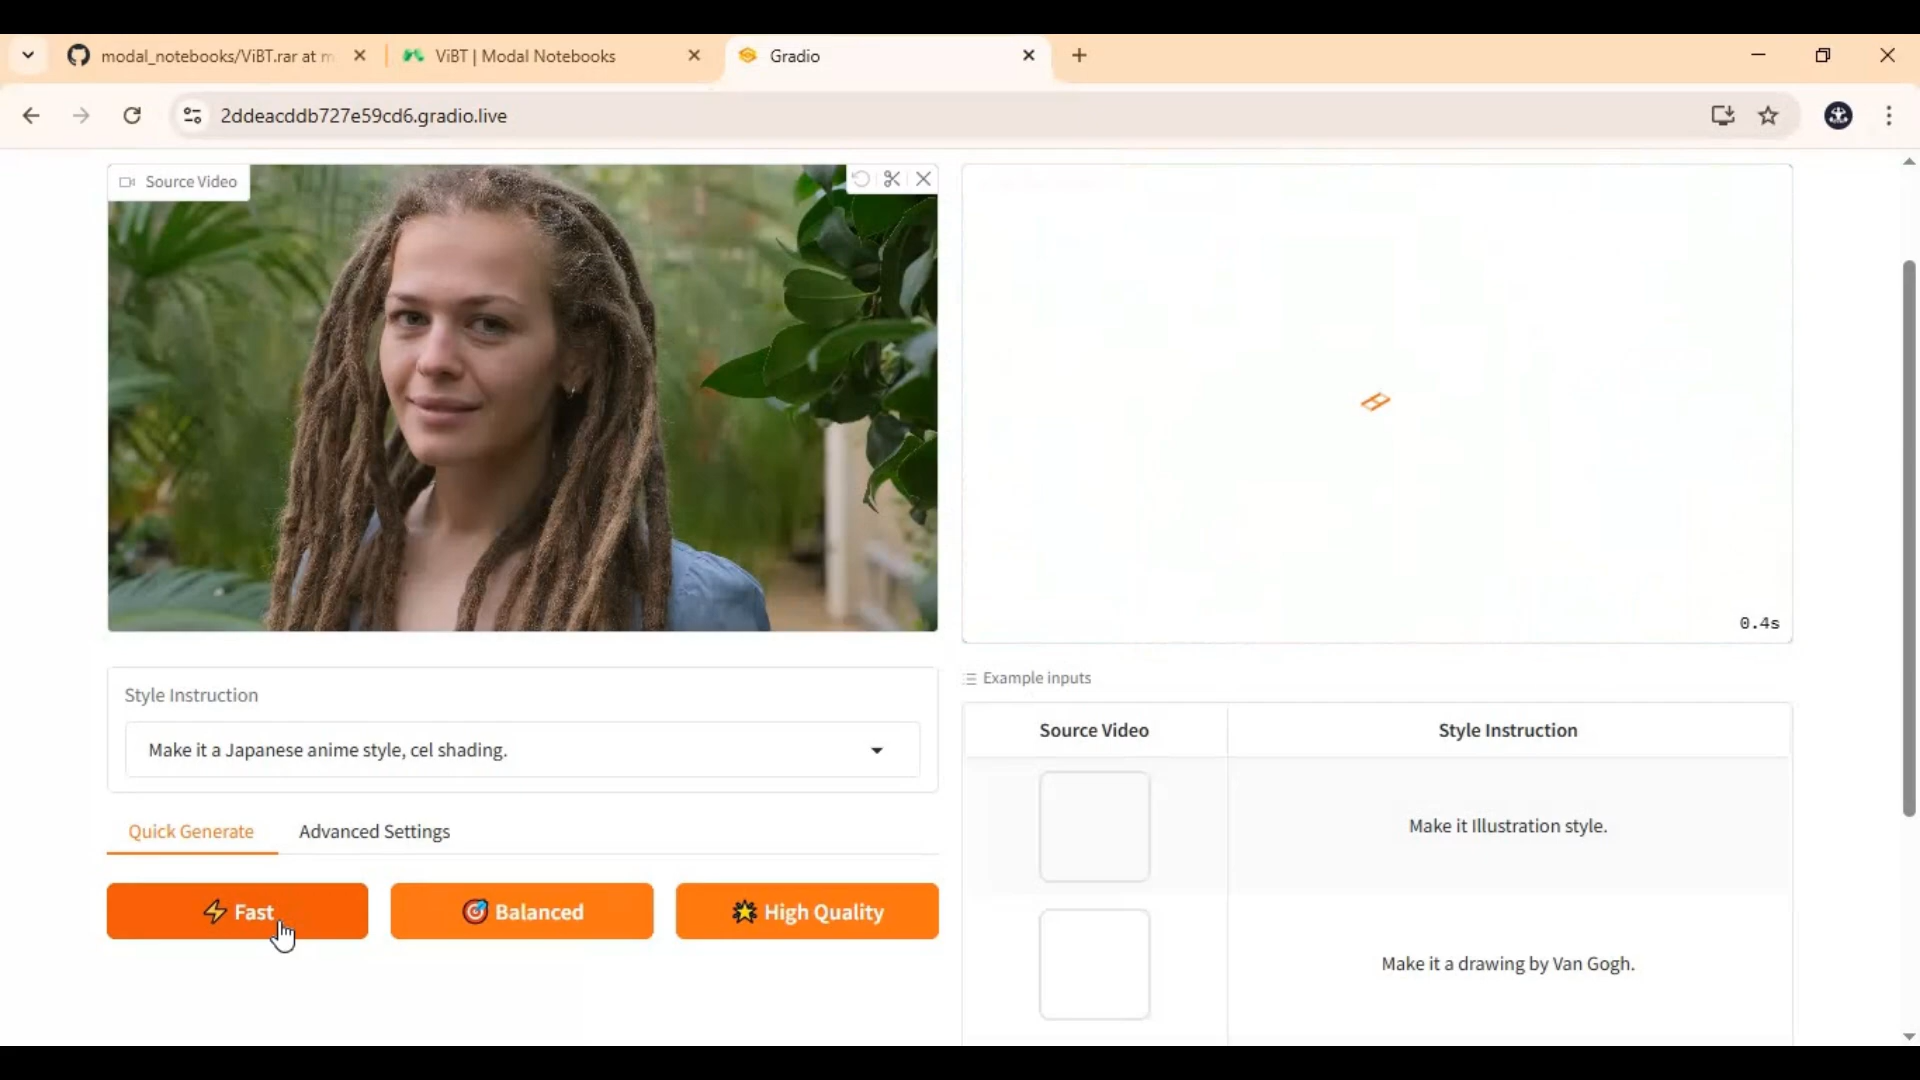 modal_notebooks/ViBT.rar at m
ViBT | Modal Notebooks
Gradio
2ddeacddb727e59cd6.gradio.live
Source Video
0.4s
Style Instruction
Make it a Japanese anime style, cel shading.
Quick Generate
Advanced Settings
Fast
Balanced
High Quality
Example inputs
Source Video
Style Instruction
Make it Illustration style.
Make it a drawing by Van Gogh.